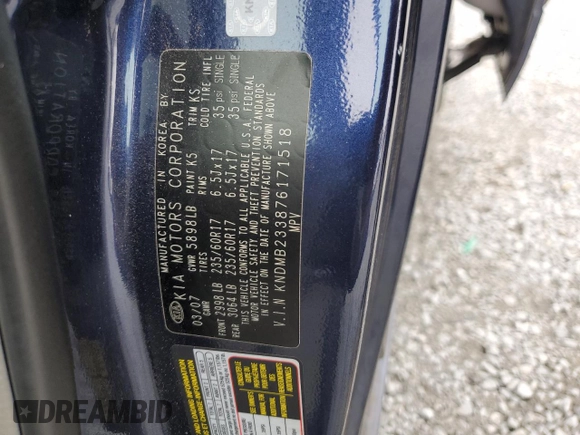 MANUFACTURED IN KOREA BY
KIA KIA MOTORS CORPORATION
03/07 GVWR 5898LB PAINT K5 TRIM KS
GAWR TIRES RIMS COLD TIRE INFL
FRONT 2998 LB 235/60R17 6.5Jx17 35 psi SINGLE
REAR 3064 LB 235/60R17 6.5Jx17 35 psi SINGLE
THIS VEHICLE CONFORMS TO ALL APPLICABLE U.S.A. FEDERAL
MOTOR VEHICLE SAFETY AND THEFT PREVENTION STANDARDS
IN EFFECT ON THE DATE OF MANUFACTURE SHOWN ABOVE
V.I.N KNDMB233876171518
MPV
DREAMBID